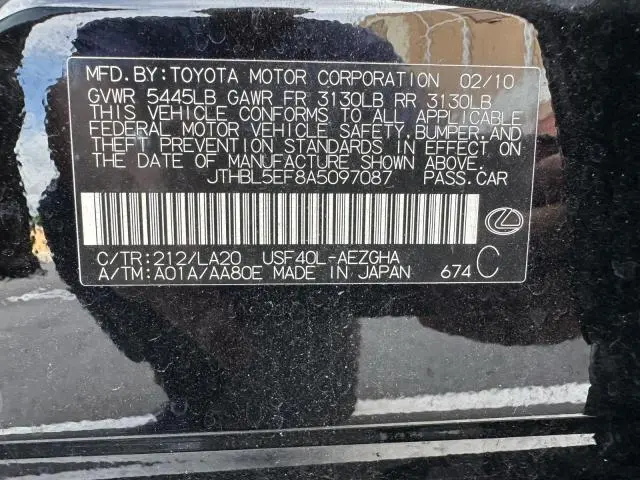 MFD.BY:TOYOTA MOTOR CORPORATION 02/10
GVWR 5445LB GAWR FR 3130LB RR 3130LB
THIS VEHICLE CONFORMS TO ALL APPLICABLE
FEDERAL MOTOR VEHICLE SAFETY,BUMPER,AND
THEFT PREVENTION STANDARDS IN EFFECT ON
THE DATE OF MANUFACTURE SHOWN ABOVE.
JTHBL5EF8A5097087 PASS.CAR
C/TR:212/LA20 USF40L-AEZGHA
A/TM:A01A/AA80E MADE IN JAPAN 674 C